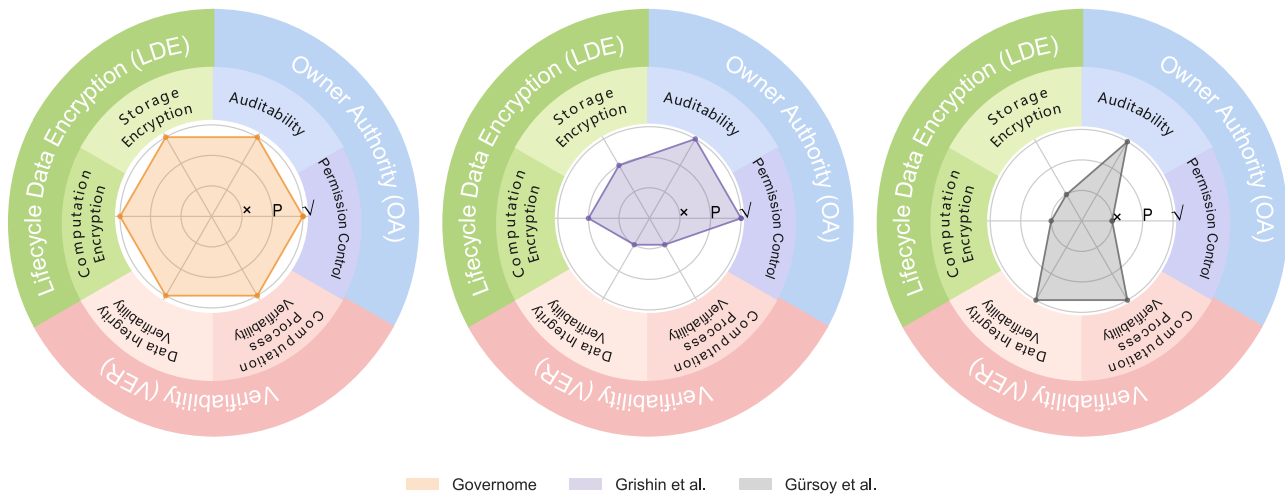 Lifecycle Data Encryption (LDE)
Owner Authority (OA)
Verifiability (VER)
Storage
Encryption
Auditability
Permission Control
Computation
Process
Verifiability
Data Integrity
Verifiability
Computation
Encryption
× P √
Lifecycle Data Encryption (LDE)
Owner Authority (OA)
Verifiability (VER)
Storage
Encryption
Auditability
Permission Control
Computation
Process
Verifiability
Data Integrity
Verifiability
Computation
Encryption
× P √
Lifecycle Data Encryption (LDE)
Owner Authority (OA)
Verifiability (VER)
Storage
Encryption
Auditability
Permission Control
Computation
Process
Verifiability
Data Integrity
Verifiability
Computation
Encryption
× P √
Governome
Grishin et al.
Gürsoy et al.